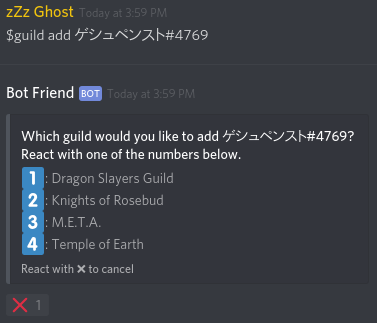 zZz Ghost Today at 3:59 PM
$guild add ゲシュペンスト#4769
Bot Friend BOT Today at 3:59 PM
Which guild would you like to add ゲシュペンスト#4769?
React with one of the numbers below.
1: Dragon Slayers Guild
2: Knights of Rosebud
3: M.E.T.A.
4: Temple of Earth
React with ❌ to cancel
❌ 1